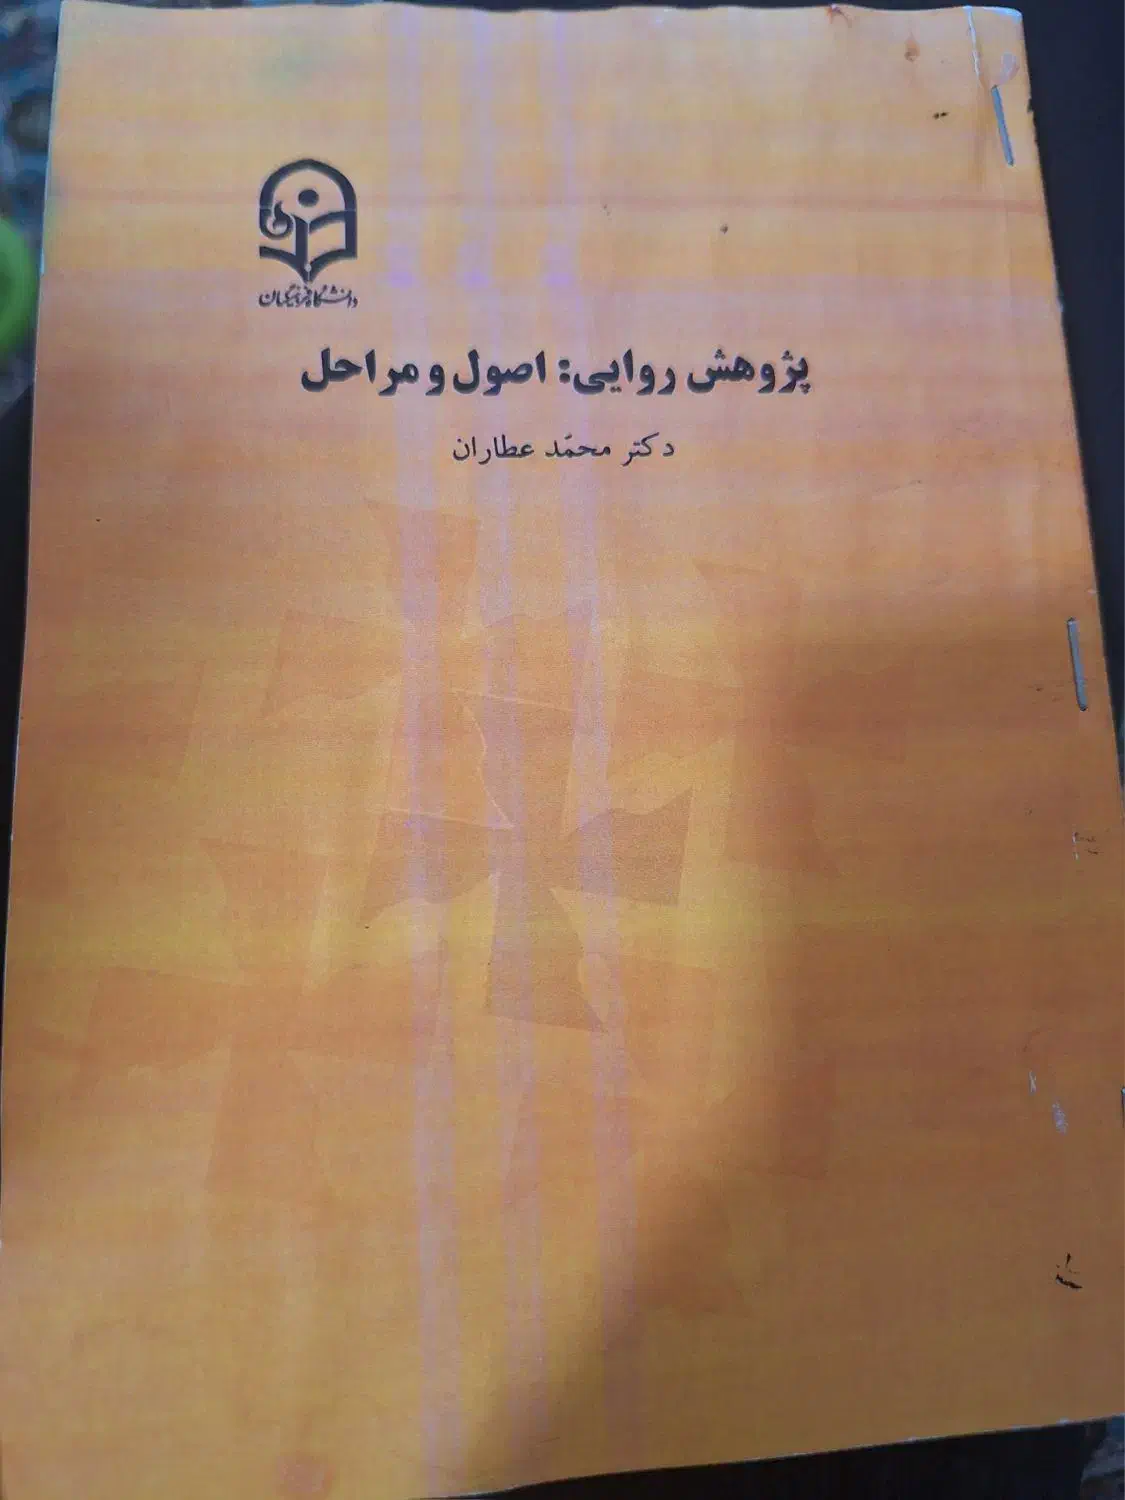 دانشگاه فرهنگیان
پژوهش روایی: اصول و مراحل
دکتر محمّد عطاران